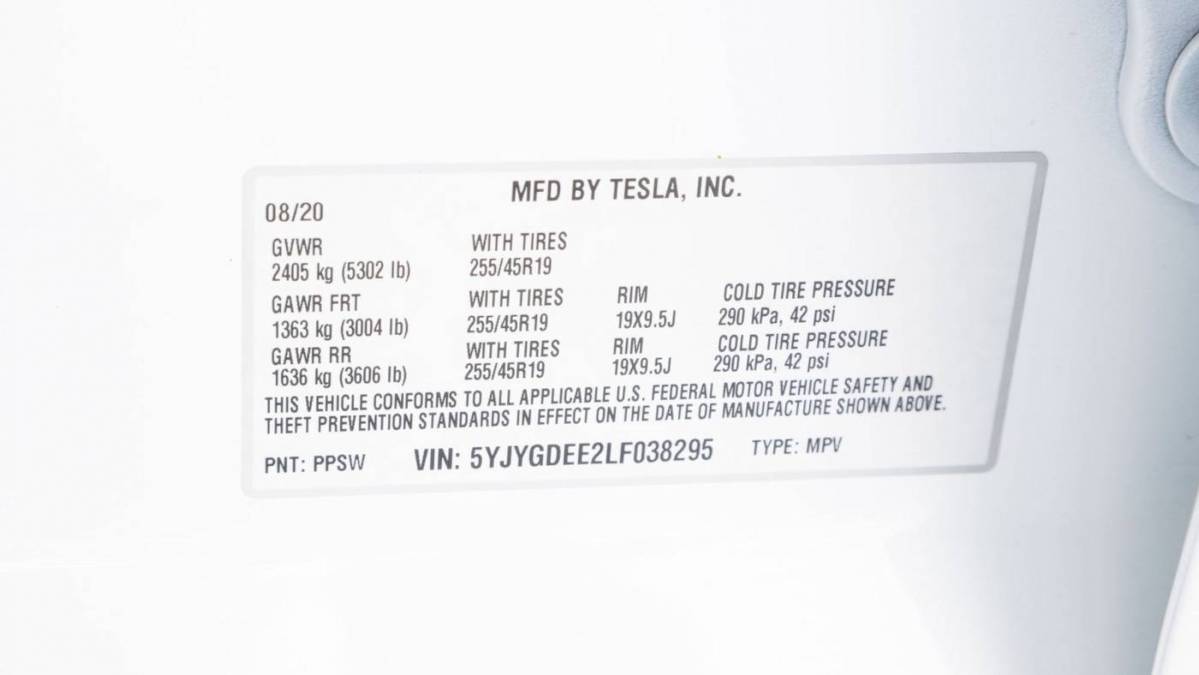 MFD BY TESLA, INC.
08/20
GVWR WITH TIRES
2405 kg (5302 lb) 255/45R19
GAWR FRT WITH TIRES RIM COLD TIRE PRESSURE
1363 kg (3004 lb) 255/45R19 19X9.5J 290 kPa, 42 psi
GAWR RR WITH TIRES RIM COLD TIRE PRESSURE
1636 kg (3606 lb) 255/45R19 19X9.5J 290 kPa, 42 psi
THIS VEHICLE CONFORMS TO ALL APPLICABLE U.S. FEDERAL MOTOR VEHICLE SAFETY AND
THEFT PREVENTION STANDARDS IN EFFECT ON THE DATE OF MANUFACTURE SHOWN ABOVE.
PNT: PPSW VIN: 5YJYGDEE2LF038295 TYPE: MPV